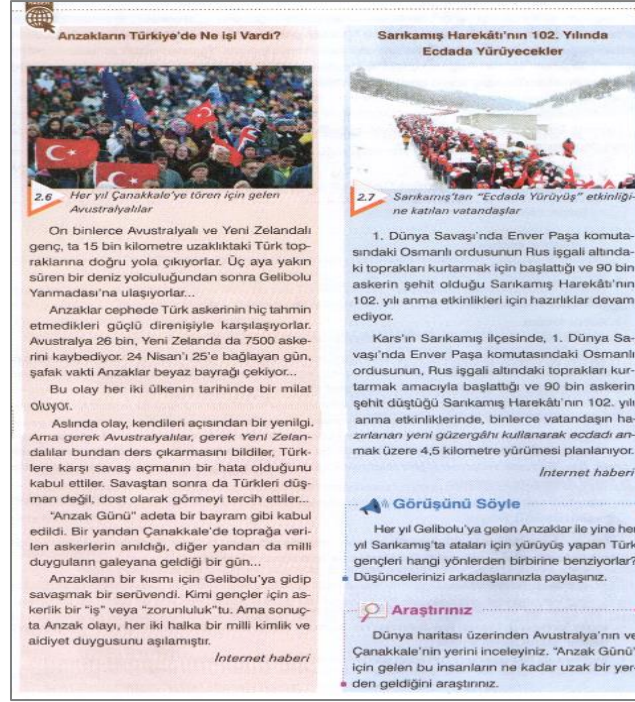 Anzakların Türkiye'de Ne işi Vardı?
2.6 Her yıl Çanakkale'ye tören için gelen
Avustralyalılar
On binlerce Avustralyalı ve Yeni Zelandalı
genç, ta 15 bin kilometre uzaklıktaki Türk top-
raklarına doğru yola çıkıyorlar. Üç aya yakın
süren bir deniz yolculuğundan sonra Gelibolu
Yarımadası'na ulaşıyorlar...
Anzaklar cephede Türk askerinin hiç tahmin
etmedikleri güçlü direnişiyle karşılaşıyorlar.
Avustralya 26 bin, Yeni Zelanda da 7500 aske-
rini kaybediyor. 24 Nisan'ı 25'e bağlayan gün,
şafak vakti Anzaklar beyaz bayrağı çekiyor...
Bu olay her iki ülkenin tarihinde bir milat
oluyor.
Aslında olay, kendileri açısından bir yenilgi.
Ama gerek Avustralyalılar, gerek Yeni Zelan-
dalılar bundan ders çıkarmasını bildiler, Türk-
lere karşı savaş açmanın bir hata olduğunu
kabul ettiler. Savaştan sonra da Türkleri düş-
man değil, dost olarak görmeyi tercih ettiler...
"Anzak Günü" adeta bir bayram gibi kabul
edildi. Bir yandan Çanakkale'de toprağa veri-
len askerlerin anıldığı, diğer yandan da milli
duyguların galeyana geldiği bir gün...
Anzakların bir kısmı için Gelibolu'ya gidip
savaşmak bir serüvendi. Kimi gençler için as-
kerlik bir "iş" veya "zorunluluk"tu. Ama sonuç-
ta Anzak olayı, her iki halka bir milli kimlik ve
aidiyet duygusunu aşılamıştır.
İnternet haberi
Sarıkamış Harekâtı'nın 102. Yılında
Ecdada Yürüyecekler
2.7 Sarıkamış'tan "Ecdada Yürüyüş" etkinliği-
ne katılan vatandaşlar
1. Dünya Savaşı'nda Enver Paşa komuta-
sındaki Osmanlı ordusunun Rus işgali altında-
ki toprakları kurtarmak için başlattığı ve 90 bin
askerin şehit olduğu Sarıkamış Harekâtı'nın
102. yılı anma etkinlikleri için hazırlıklar devam
ediyor.
Kars'ın Sarıkamış ilçesinde, 1. Dünya Sa-
vaşı'nda Enver Paşa komutasındaki Osmanlı
ordusunun, Rus işgali altındaki toprakları kur-
tarmak amacıyla başlattığı ve 90 bin askerin
şehit düştüğü Sarıkamış Harekâtı'nın 102. yılı
anma etkinliklerinde, binlerce vatandaşın ha-
zırlanan yeni güzergâhı kullanarak ecdadı an-
mak üzere 4,5 kilometre yürümesi planlanıyor.
İnternet haberi
Görüşünü Söyle
Her yıl Gelibolu'ya gelen Anzaklar ile yine her
yıl Sarıkamış'ta ataları için yürüyüş yapan Türk
gençleri hangi yönlerden birbirine benziyorlar?
Düşüncelerinizi arkadaşlarınızla paylaşınız.
Araştırınız
Dünya haritası üzerinden Avustralya'nın ve
Çanakkale'nin yerini inceleyiniz. "Anzak Günü"
için gelen bu insanların ne kadar uzak bir yer-
den geldiğini araştırınız.